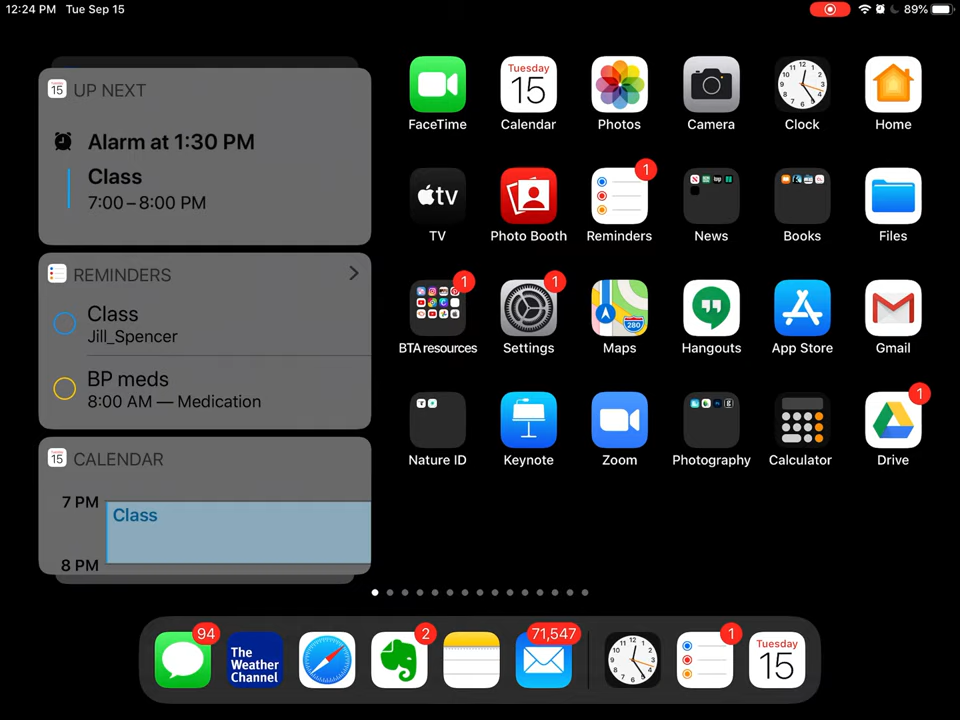 12:24 PM Tue Sep 15
89%
15 UP NEXT
Alarm at 1:30 PM
Class
7:00 – 8:00 PM
REMINDERS
Class
Jill_Spencer
BP meds
8:00 AM — Medication
15 CALENDAR
7 PM
Class
8 PM
Tuesday
15
FaceTime Calendar Photos Camera Clock Home
tv
1
TV Photo Booth Reminders News Books Files
1
1
280
BTA resources Settings Maps Hangouts App Store Gmail
1
Nature ID Keynote Zoom Photography Calculator Drive
94
The
Weather
Channel
2
71,547
1
Tuesday
15